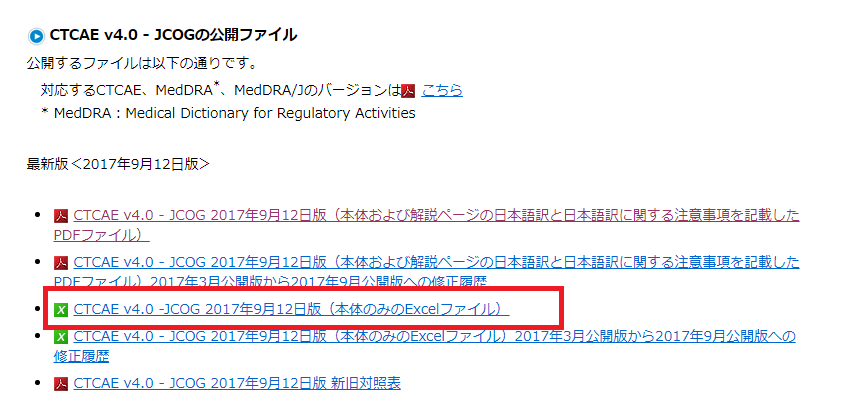 CTCAE v4.0 - JCOGの公開ファイル
公開するファイルは以下の通りです。
対応するCTCAE、MedDRA*、MedDRA/Jのバージョンは こちら
* MedDRA：Medical Dictionary for Regulatory Activities
最新版＜2017年9月12日版＞
CTCAE v4.0 - JCOG 2017年9月12日版（本体および解説ページの日本語訳と日本語訳に関する注意事項を記載した
PDFファイル）
CTCAE v4.0 - JCOG 2017年9月12日版（本体および解説ページの日本語訳と日本語訳に関する注意事項を記載した
PDFファイル）2017年3月公開版から2017年9月公開版への修正履歴
CTCAE v4.0 -JCOG 2017年9月12日版（本体のみのExcelファイル）
CTCAE v4.0 - JCOG 2017年9月12日版（本体のみのExcelファイル）2017年3月公開版から2017年9月公開版への
修正履歴
CTCAE v4.0 - JCOG 2017年9月12日版 新旧対照表